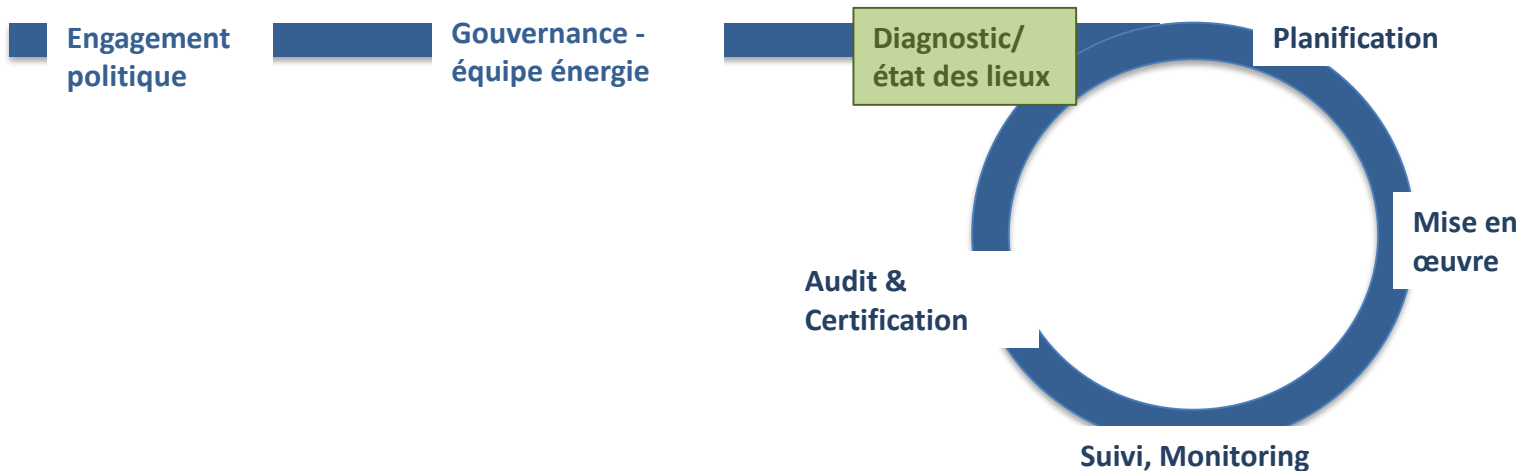 Engagement
politique
Gouvernance -
équipe énergie
Diagnostic/
état des lieux
Planification
Mise en
œuvre
Audit &
Certification
Suivi, Monitoring